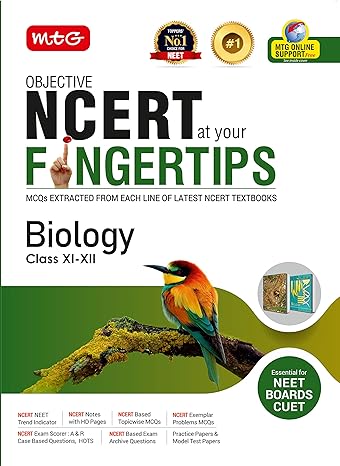 mtG
TOPPERS'
No.1
CHOICE FOR
NEET
#1
MTG ONLINE
SUPPORT Free
OBJECTIVE
NCERT at your
FINGERTIPS
MCQs EXTRACTED FROM EACH LINE OF LATEST NCERT TEXTBOOKS
Biology
Class XI-XII
Essential for
NEET
BOARDS
CUET
NCERT NEET
Trend Indicator
NCERT Notes
with HD Pages
NCERT Based
Topicwise MCQs
NCERT Exemplar
Problems MCQs
NCERT Exam Scorer : A & R
Case Based Questions, HOTS
NCERT Based Exam
Archive Questions
Practice Papers &
Model Test Papers